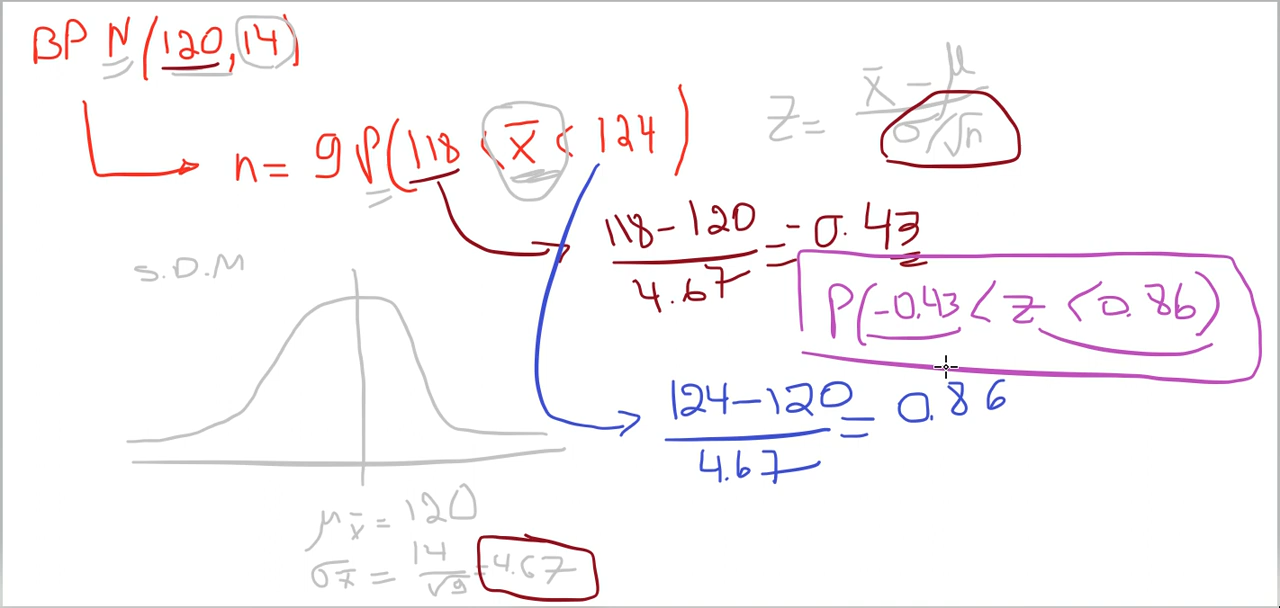 BP N(120, 14)
n = 9 P(118 < x̄ < 124)
Z = (x̄ − μ)/(σ/√n)
(118 − 120)/4.67 = −0.43
P(−0.43 < Z < 0.86)
S.D.M
(124 − 120)/4.67 = 0.86
μx̄ = 120
σx̄ = 14/√9 = 4.67